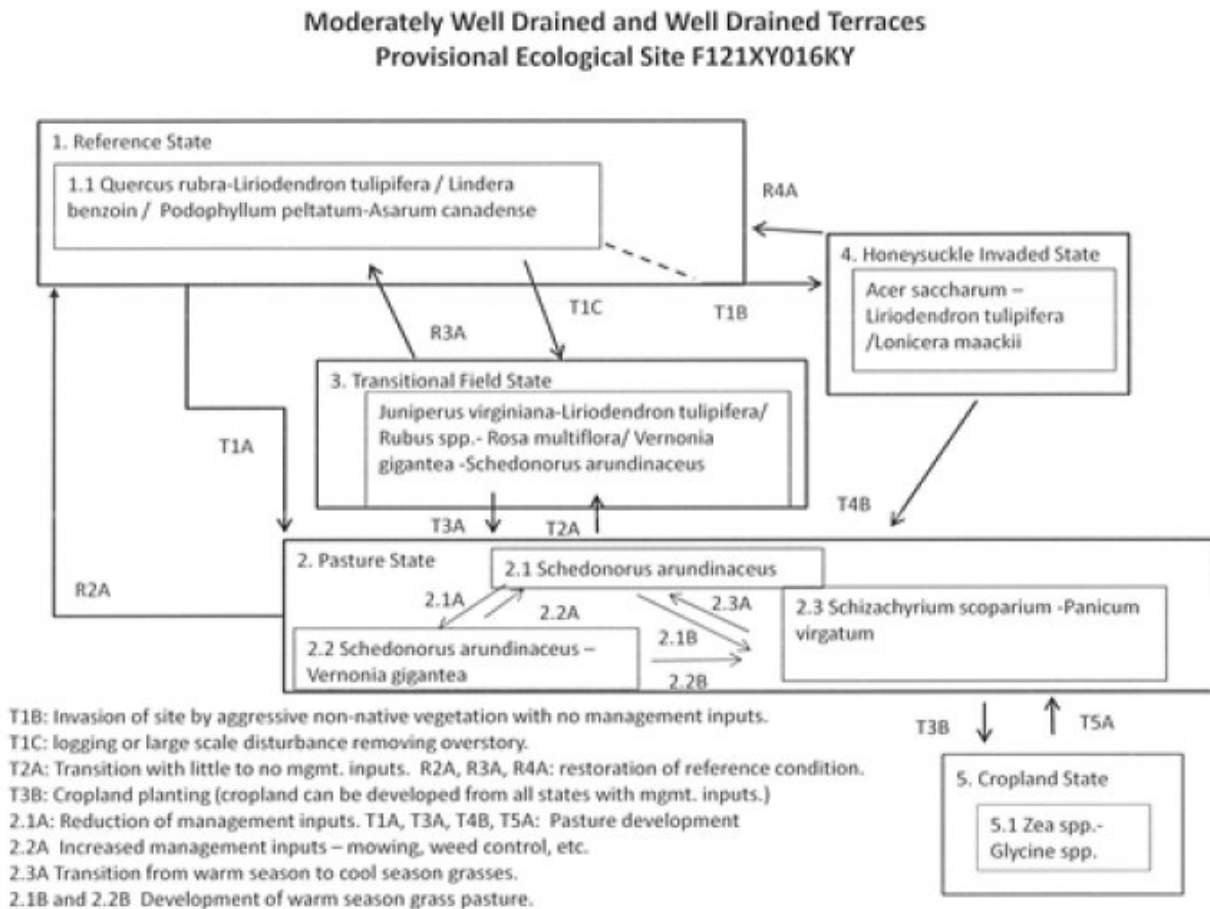 Moderately Well Drained and Well Drained Terraces
Provisional Ecological Site F121XY016KY
1. Reference State
1.1 Quercus rubra-Liriodendron tulipifera / Lindera
benzoin / Podophyllum peltatum-Asarum canadense
R4A
4. Honeysuckle Invaded State
Acer saccharum –
Liriodendron tulipifera
/Lonicera maackii
T1B
T1C
R3A
3. Transitional Field State
Juniperus virginiana-Liriodendron tulipifera/
Rubus spp.- Rosa multiflora/ Vernonia
gigantea -Schedonorus arundinaceus
T1A
T4B
T3A
T2A
R2A
2. Pasture State
2.1 Schedonorus arundinaceus
2.1A
2.2A
2.3A
2.3 Schizachyrium scoparium -Panicum
virgatum
2.1B
2.2 Schedonorus arundinaceus –
Vernonia gigantea
2.2B
T3B
T5A
5. Cropland State
5.1 Zea spp.-
Glycine spp.
T1B: Invasion of site by aggressive non-native vegetation with no management inputs.
T1C: logging or large scale disturbance removing overstory.
T2A: Transition with little to no mgmt. inputs. R2A, R3A, R4A: restoration of reference condition.
T3B: Cropland planting (cropland can be developed from all states with mgmt. inputs.)
2.1A: Reduction of management inputs. T1A, T3A, T4B, T5A: Pasture development
2.2A Increased management inputs – mowing, weed control, etc.
2.3A Transition from warm season to cool season grasses.
2.1B and 2.2B Development of warm season grass pasture.